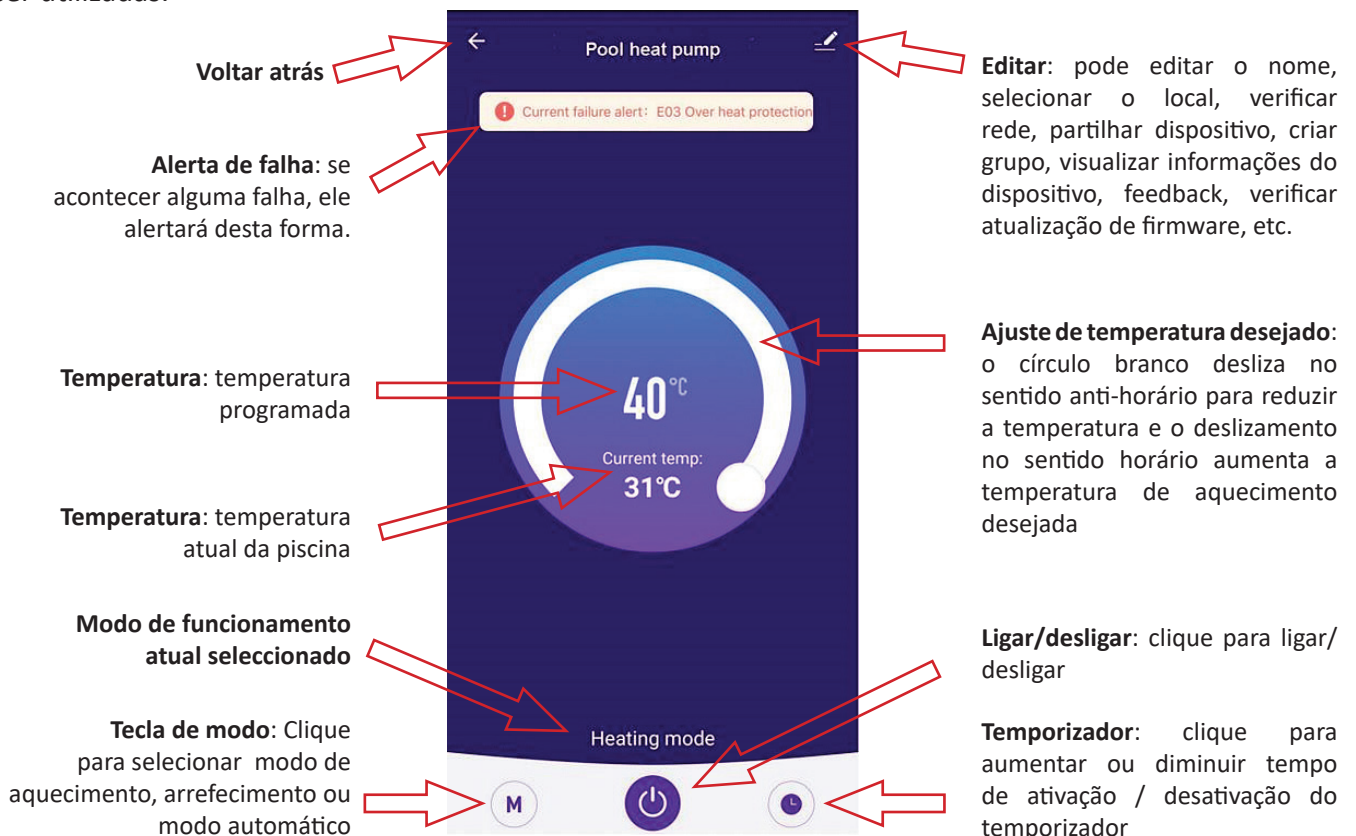 Voltar atrás
Alerta de falha: se
acontecer alguma falha, ele
alertará desta forma.
Temperatura: temperatura
programada
Temperatura: temperatura
atual da piscina
Modo de funcionamento
atual seleccionado
Tecla de modo: Clique
para selecionar modo de
aquecimento, arrefecimento ou
modo automático
Pool heat pump
Current failure alert: E03 Over heat protection
40°C
Current temp:
31°C
Heating mode
M
Editar: pode editar o nome,
selecionar o local, verificar
rede, partilhar dispositivo, criar
grupo, visualizar informações do
dispositivo, feedback, verificar
atualização de firmware, etc.
Ajuste de temperatura desejado:
o círculo branco desliza no
sentido anti-horário para reduzir
a temperatura e o deslizamento
no sentido horário aumenta a
temperatura de aquecimento
desejada
Ligar/desligar: clique para ligar/
desligar
Temporizador: clique para
aumentar ou diminuir tempo
de ativação / desativação do
temporizador